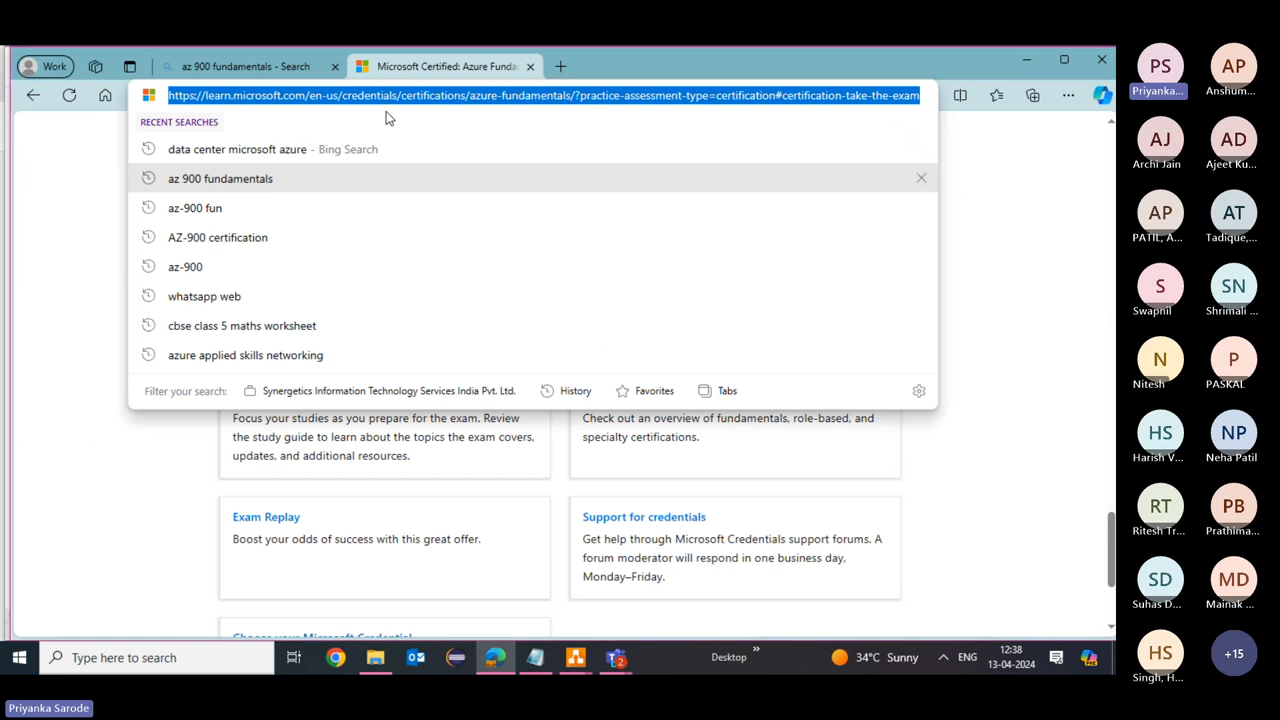 Work
az 900 fundamentals - Search
Microsoft Certified: Azure Funda
https://learn.microsoft.com/en-us/credentials/certifications/azure-fundamentals/?practice-assessment-type=certification#certification-take-the-exam
RECENT SEARCHES
data center microsoft azure - Bing Search
az 900 fundamentals
az-900 fun
AZ-900 certification
az-900
whatsapp web
cbse class 5 maths worksheet
azure applied skills networking
Filter your search:
Synergetics Information Technology Services India Pvt. Ltd.
History
Favorites
Tabs
Focus your studies as you prepare for the exam. Review
the study guide to learn about the topics the exam covers,
updates, and additional resources.
Check out an overview of fundamentals, role-based, and
specialty certifications.
Exam Replay
Boost your odds of success with this great offer.
Support for credentials
Get help through Microsoft Credentials support forums. A
forum moderator will respond in one business day,
Monday–Friday.
Choose your Microsoft Credential
Type here to search
2
Desktop
34°C Sunny
ENG
12:38
13-04-2024
Priyanka Sarode
PS
Priyanka...
AP
Anshum...
AJ
Archi Jain
AD
Ajeet Ku...
AP
PATIL, A...
AT
Tadique,...
S
Swapnil
SN
Shrimali ...
N
Nitesh
P
PASKAL
HS
Harish V...
NP
Neha Patil
RT
Ritesh Tr...
PB
Prathima...
SD
Suhas D...
MD
Mainak ...
HS
Singh, H...
+15